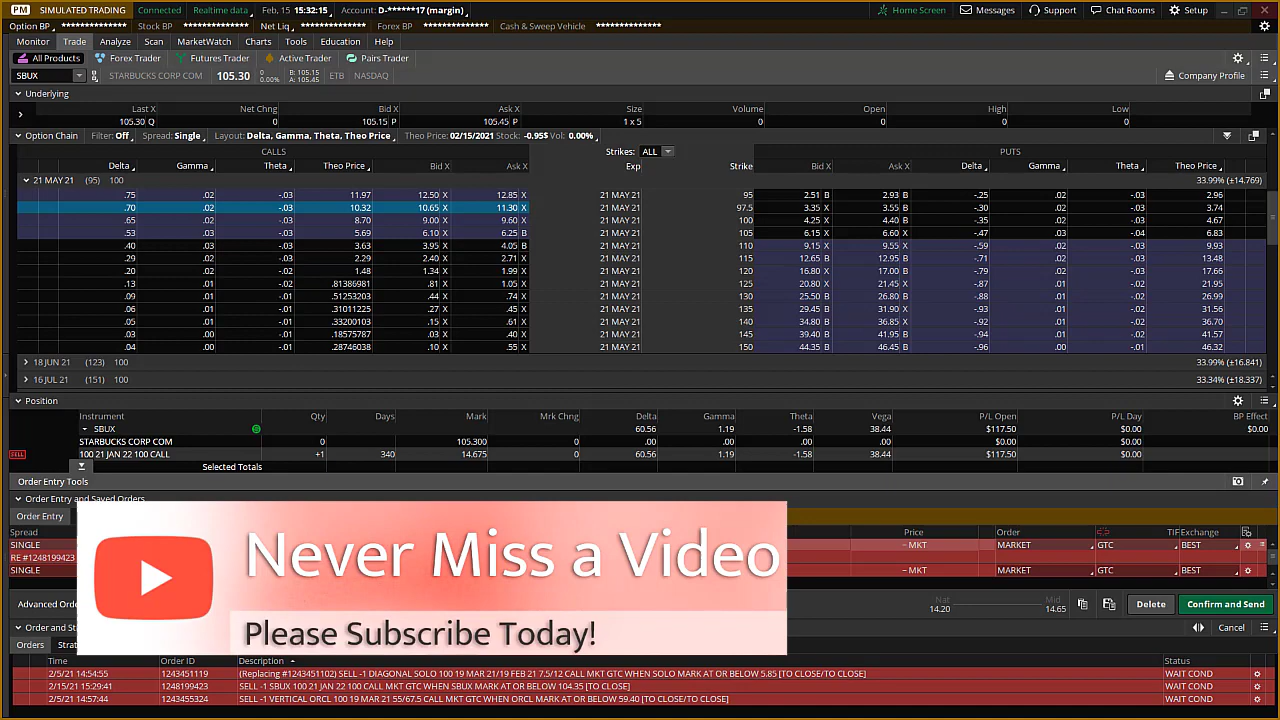 PM SIMULATED TRADING Connected Realtime data Feb, 15 15:32:15 Account: D-*****17 (margin) Home Screen Messages Support Chat Rooms Setup
Option BP ************** Stock BP ************** Net Liq ************** Forex BP ************** Cash & Sweep Vehicle **************
Monitor Trade Analyze Scan MarketWatch Charts Tools Education Help
All Products Forex Trader Futures Trader Active Trader Pairs Trader
SBUX STARBUCKS CORP COM 105.30 0 0.00% B: 105.15 A: 105.45 ETB NASDAQ Company Profile
Underlying
Last X Net Chng Bid X Ask X Size Volume Open High Low
105.30 Q 0 105.15 P 105.45 P 1 x 5 0 0 0 0
Option Chain Filter: Off Spread: Single Layout: Delta, Gamma, Theta, Theo Price Theo Price: 02/15/2021 Stock: -0.95$ Vol: 0.00%
CALLS Strikes: ALL PUTS
Delta Gamma Theta Theo Price Bid X Ask X Exp Strike Bid X Ask X Delta Gamma Theta Theo Price
21 MAY 21 (95) 100 33.99% (±14.769)
.75 .02 -.03 11.97 12.50 X 12.85 X 21 MAY 21 95 2.51 B 2.93 B -.25 .02 -.03 2.96
.70 .02 -.03 10.32 10.65 X 11.30 X 21 MAY 21 97.5 3.35 X 3.55 B -.30 .02 -.03 3.74
.65 .02 -.03 8.70 9.00 X 9.60 X 21 MAY 21 100 4.25 X 4.40 B -.35 .02 -.03 4.67
.53 .03 -.03 5.69 6.10 X 6.25 B 21 MAY 21 105 6.15 X 6.60 X -.47 .03 -.04 6.83
.40 .03 -.03 3.63 3.95 X 4.05 B 21 MAY 21 110 9.15 X 9.55 X -.59 .02 -.03 9.93
.29 .02 -.03 2.29 2.40 X 2.71 X 21 MAY 21 115 12.65 B 12.95 B -.71 .02 -.03 13.48
.20 .02 -.02 1.48 1.34 X 1.99 X 21 MAY 21 120 16.80 X 17.00 B -.79 .02 -.03 17.66
.13 .01 -.02 .81386981 .81 X 1.05 X 21 MAY 21 125 20.80 X 21.45 X -.87 .01 -.02 21.95
.09 .01 -.01 .51253203 .44 X .74 X 21 MAY 21 130 25.50 B 26.80 B -.88 .01 -.02 26.99
.06 .01 -.01 .31011225 .27 X .45 X 21 MAY 21 135 29.45 B 31.90 X -.93 .01 -.01 31.56
.05 .01 -.01 .33200103 .15 X .61 X 21 MAY 21 140 34.80 B 36.85 X -.92 .01 -.02 36.70
.03 .00 -.01 .18575787 .03 X .40 X 21 MAY 21 145 39.40 B 41.95 X -.94 .01 -.01 41.57
.04 .00 -.01 .28746038 .10 X .55 X 21 MAY 21 150 44.35 B 46.45 X -.96 .00 -.01 46.32
18 JUN 21 (123) 100 33.99% (±16.841)
16 JUL 21 (151) 100 33.34% (±18.337)
Position
Instrument Qty Days Mark Mrk Chng Delta Gamma Theta Vega P/L Open P/L Day BP Effect
SBUX 60.56 1.19 -1.58 38.44 $117.50 $0.00 $0.00
STARBUCKS CORP COM 0 105.300 0 .00 .00 .00 .00 $0.00 $0.00
SELL 100 21 JAN 22 100 CALL +1 340 14.675 0 60.56 1.19 -1.58 38.44 $117.50 $0.00
Selected Totals
Order Entry Tools
Order Entry and Saved Orders
Order Entry
Spread Price Order TIF Exchange
SINGLE ~MKT MARKET GTC BEST
RE #1248199423
SINGLE ~MKT MARKET GTC BEST
Never Miss a Video
Please Subscribe Today!
Advanced Orde Nat 14.20 Mid 14.65 Delete Confirm and Send
Order and St Cancel
Orders Strat
Time Order ID Description Status
2/5/21 14:54:55 1243451119 (Replacing #1243451102) SELL -1 DIAGONAL SOLO 100 19 MAR 21/19 FEB 21 7.5/12 CALL MKT GTC WHEN SOLO MARK AT OR BELOW 5.85 [TO CLOSE/TO CLOSE] WAIT COND
2/15/21 15:29:41 1248199423 SELL -1 SBUX 100 21 JAN 22 100 CALL MKT GTC WHEN SBUX MARK AT OR BELOW 104.35 [TO CLOSE] WAIT COND
2/5/21 14:57:44 1243455324 SELL -1 VERTICAL ORCL 100 19 MAR 21 55/67.5 CALL MKT GTC WHEN ORCL MARK AT OR BELOW 59.40 [TO CLOSE/TO CLOSE] WAIT COND